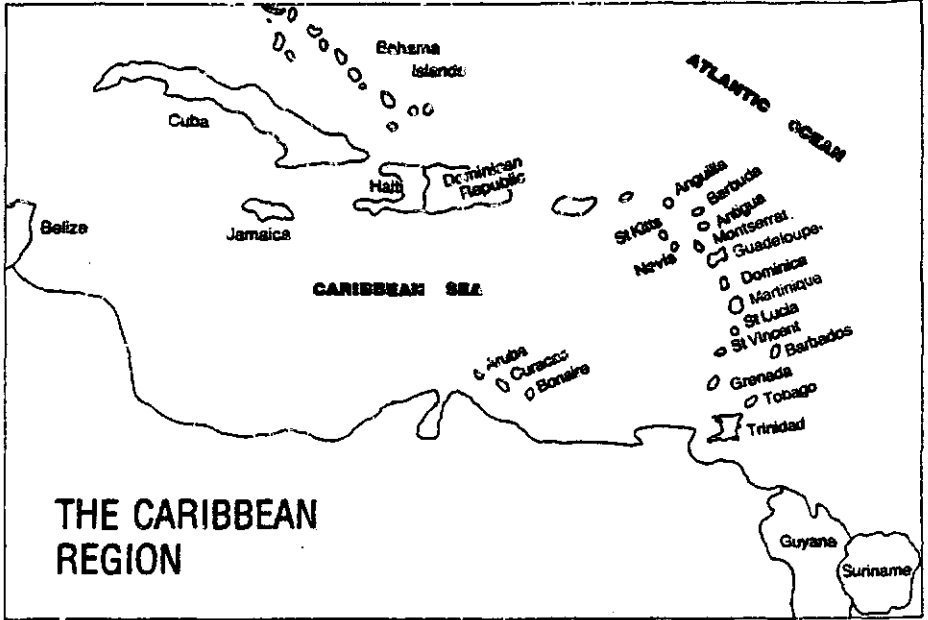 Bahama
Islands
ATLANTIC OCEAN
Cuba
Haiti
Dominican
Republic
Anguilla
Barbuda
St Kitts
Antigua
Belize
Jamaica
Montserrat.
Nevis
Guadeloupe.
CARIBBEAN SEA
Dominica
Martinique
St Lucia
St Vincent
Barbados
Aruba
Curacao
Bonaire
Grenada
Tobago
Trinidad
THE CARIBBEAN
REGION
Guyana
Suriname